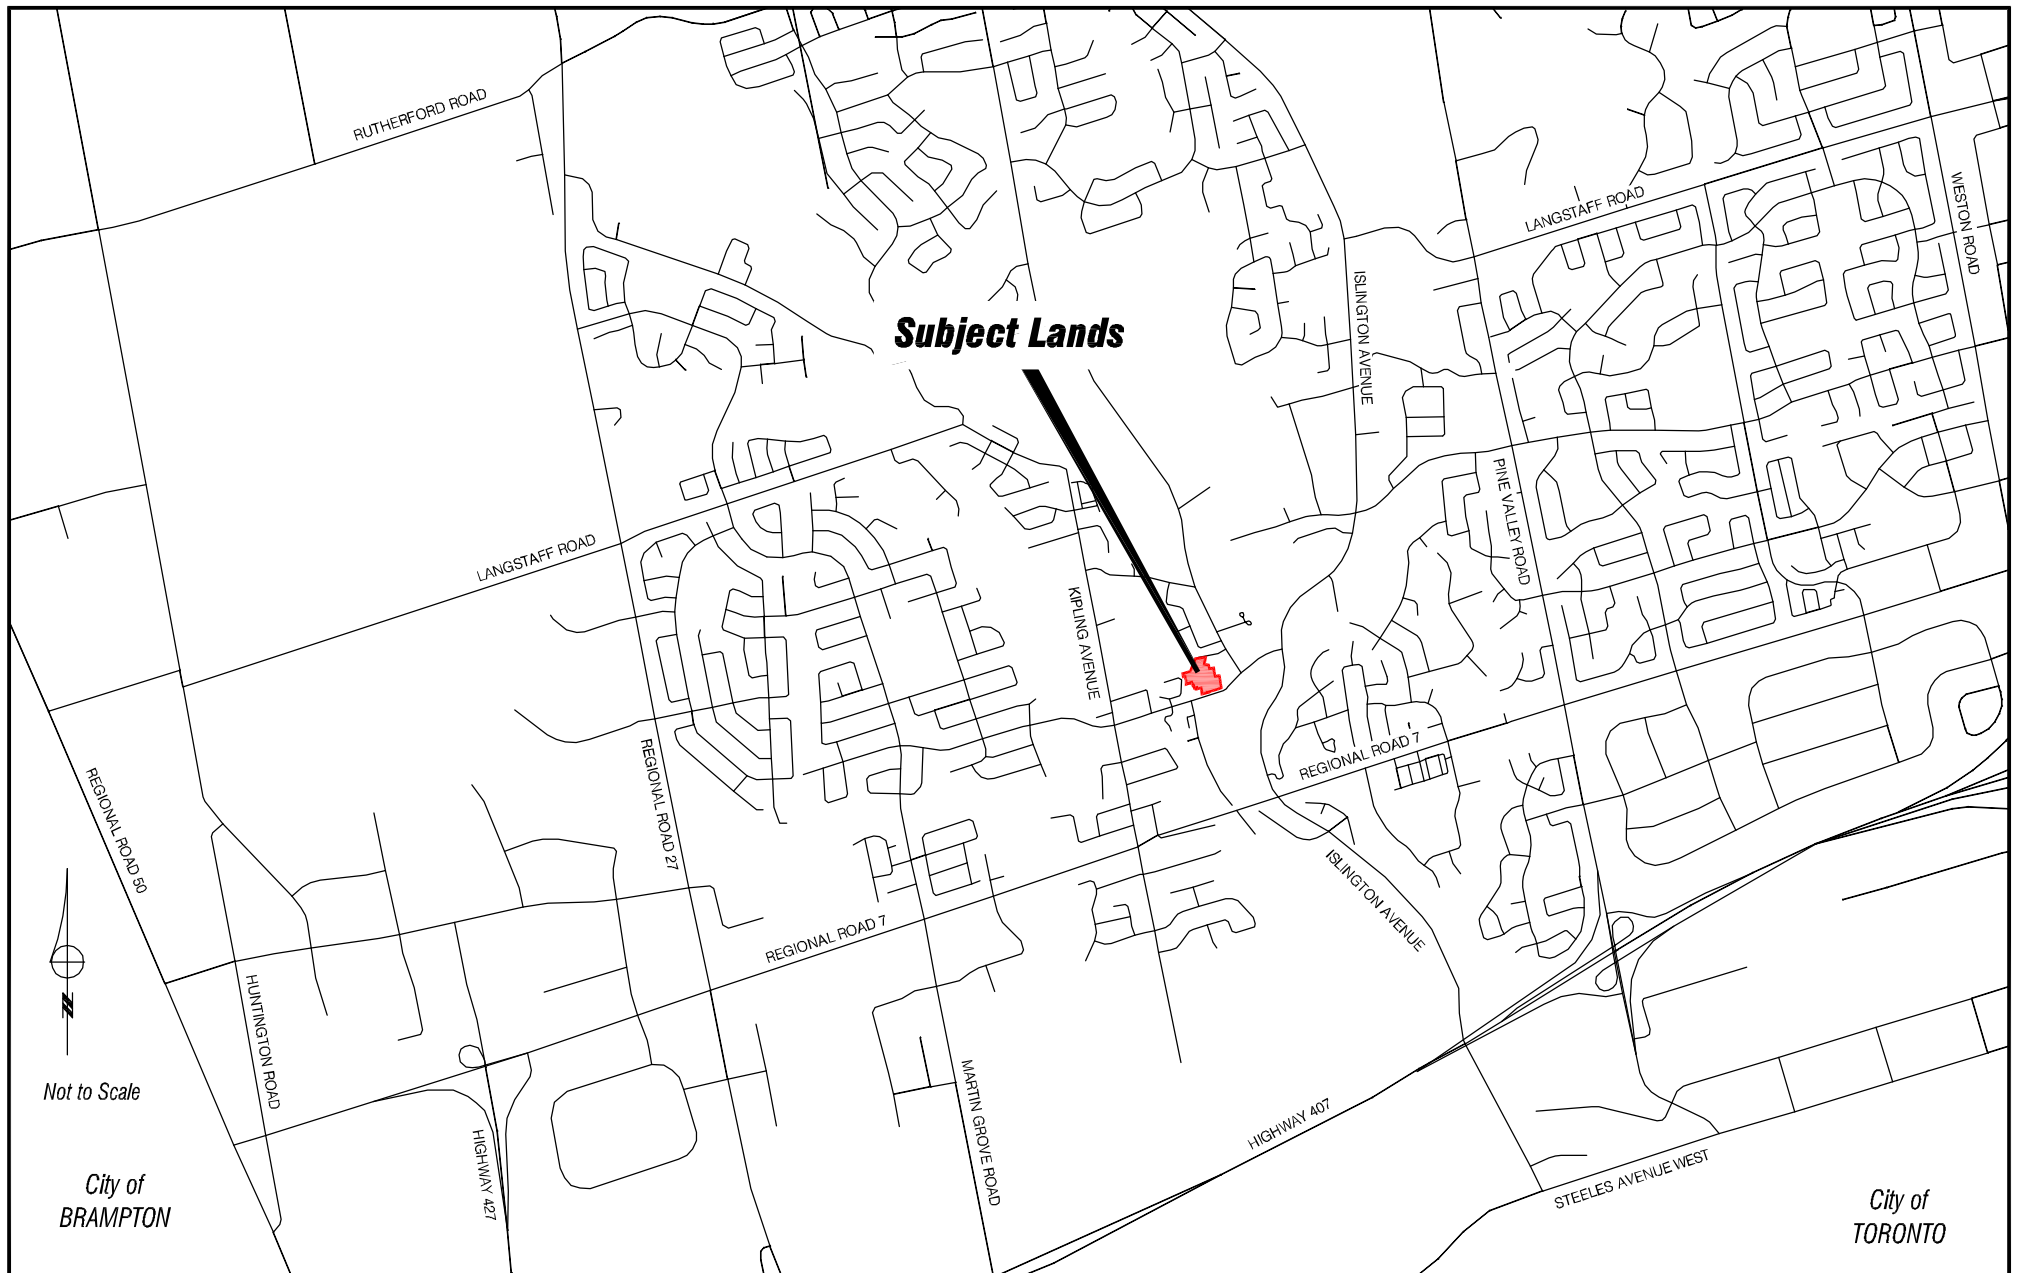 RUTHERFORD ROAD
LANGSTAFF ROAD
WESTON ROAD
ISLINGTON AVENUE
Subject Lands
PINE VALLEY ROAD
LANGSTAFF ROAD
KIPLING AVENUE
REGIONAL ROAD 7
REGIONAL ROAD 27
REGIONAL ROAD 50
ISLINGTON AVENUE
REGIONAL ROAD 7
HUNTINGTON ROAD
N
Not to Scale
MARTIN GROVE ROAD
HIGHWAY 407
HIGHWAY 427
STEELES AVENUE WEST
City of
BRAMPTON
City of
TORONTO